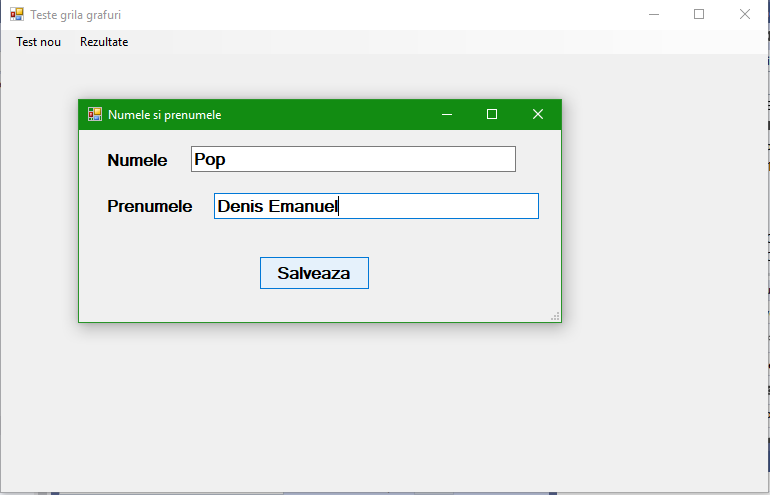 Teste grila grafuri
Test nou Rezultate
Numele si prenumele
Numele Pop
Prenumele Denis Emanuel
Salveaza